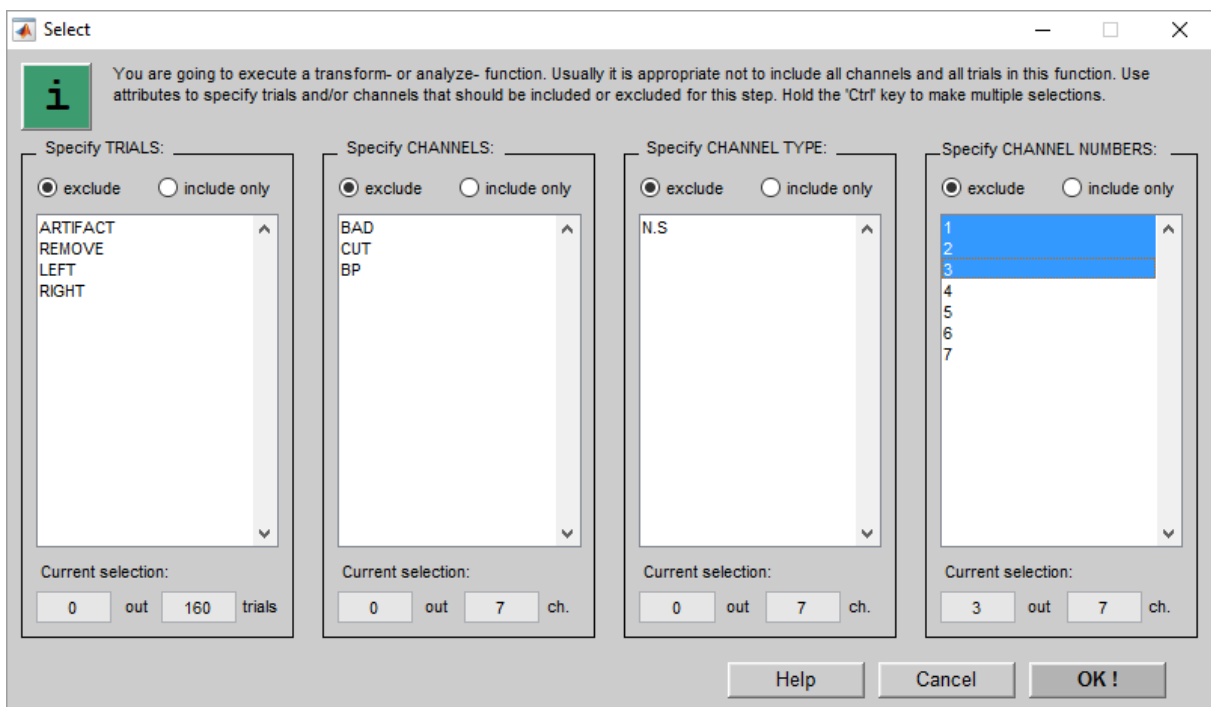 Select
i
You are going to execute a transform- or analyze- function. Usually it is appropriate not to include all channels and all trials in this function. Use
attributes to specify trials and/or channels that should be included or excluded for this step. Hold the 'Ctrl' key to make multiple selections.
Specify TRIALS:
exclude include only
ARTIFACT
REMOVE
LEFT
RIGHT
Current selection:
0 out 160 trials
Specify CHANNELS:
exclude include only
BAD
CUT
BP
Current selection:
0 out 7 ch.
Specify CHANNEL TYPE:
exclude include only
N.S
Current selection:
0 out 7 ch.
Specify CHANNEL NUMBERS:
exclude include only
1
2
3
4
5
6
7
Current selection:
3 out 7 ch.
Help Cancel OK !